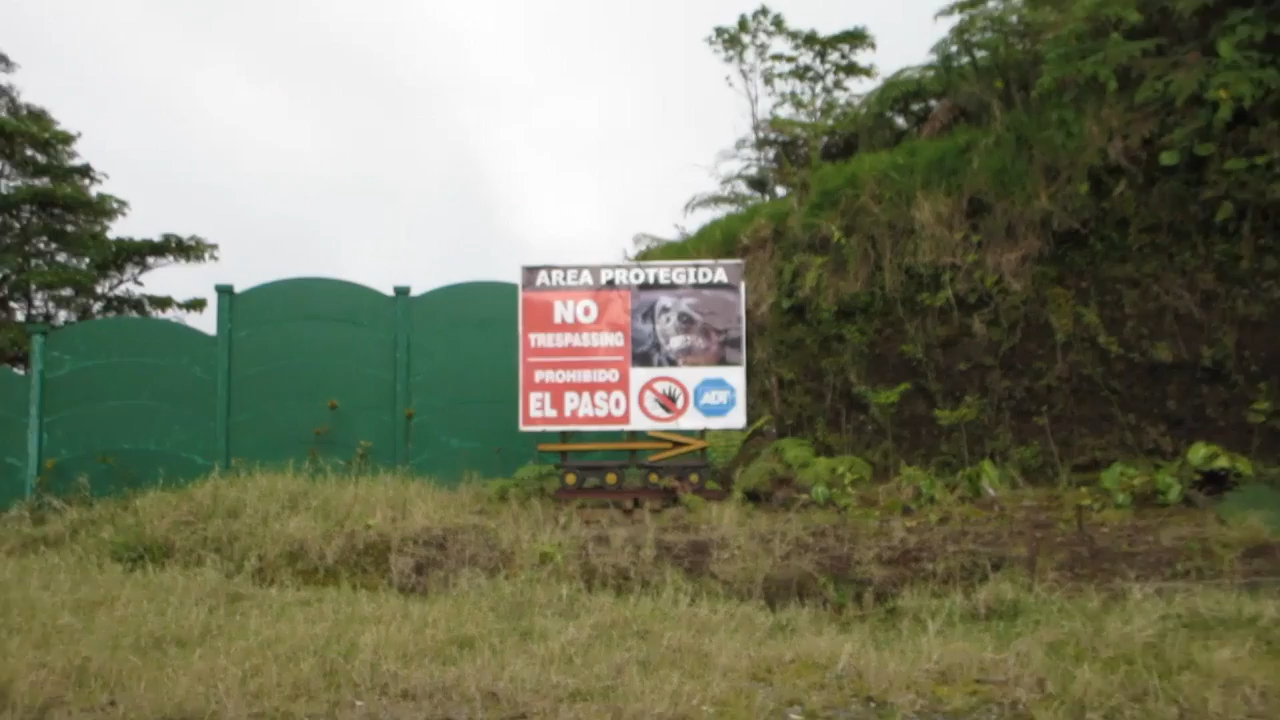 AREA PROTEGIDA
NO
TRESPASSING
PROHIBIDO
EL PASO
ADT